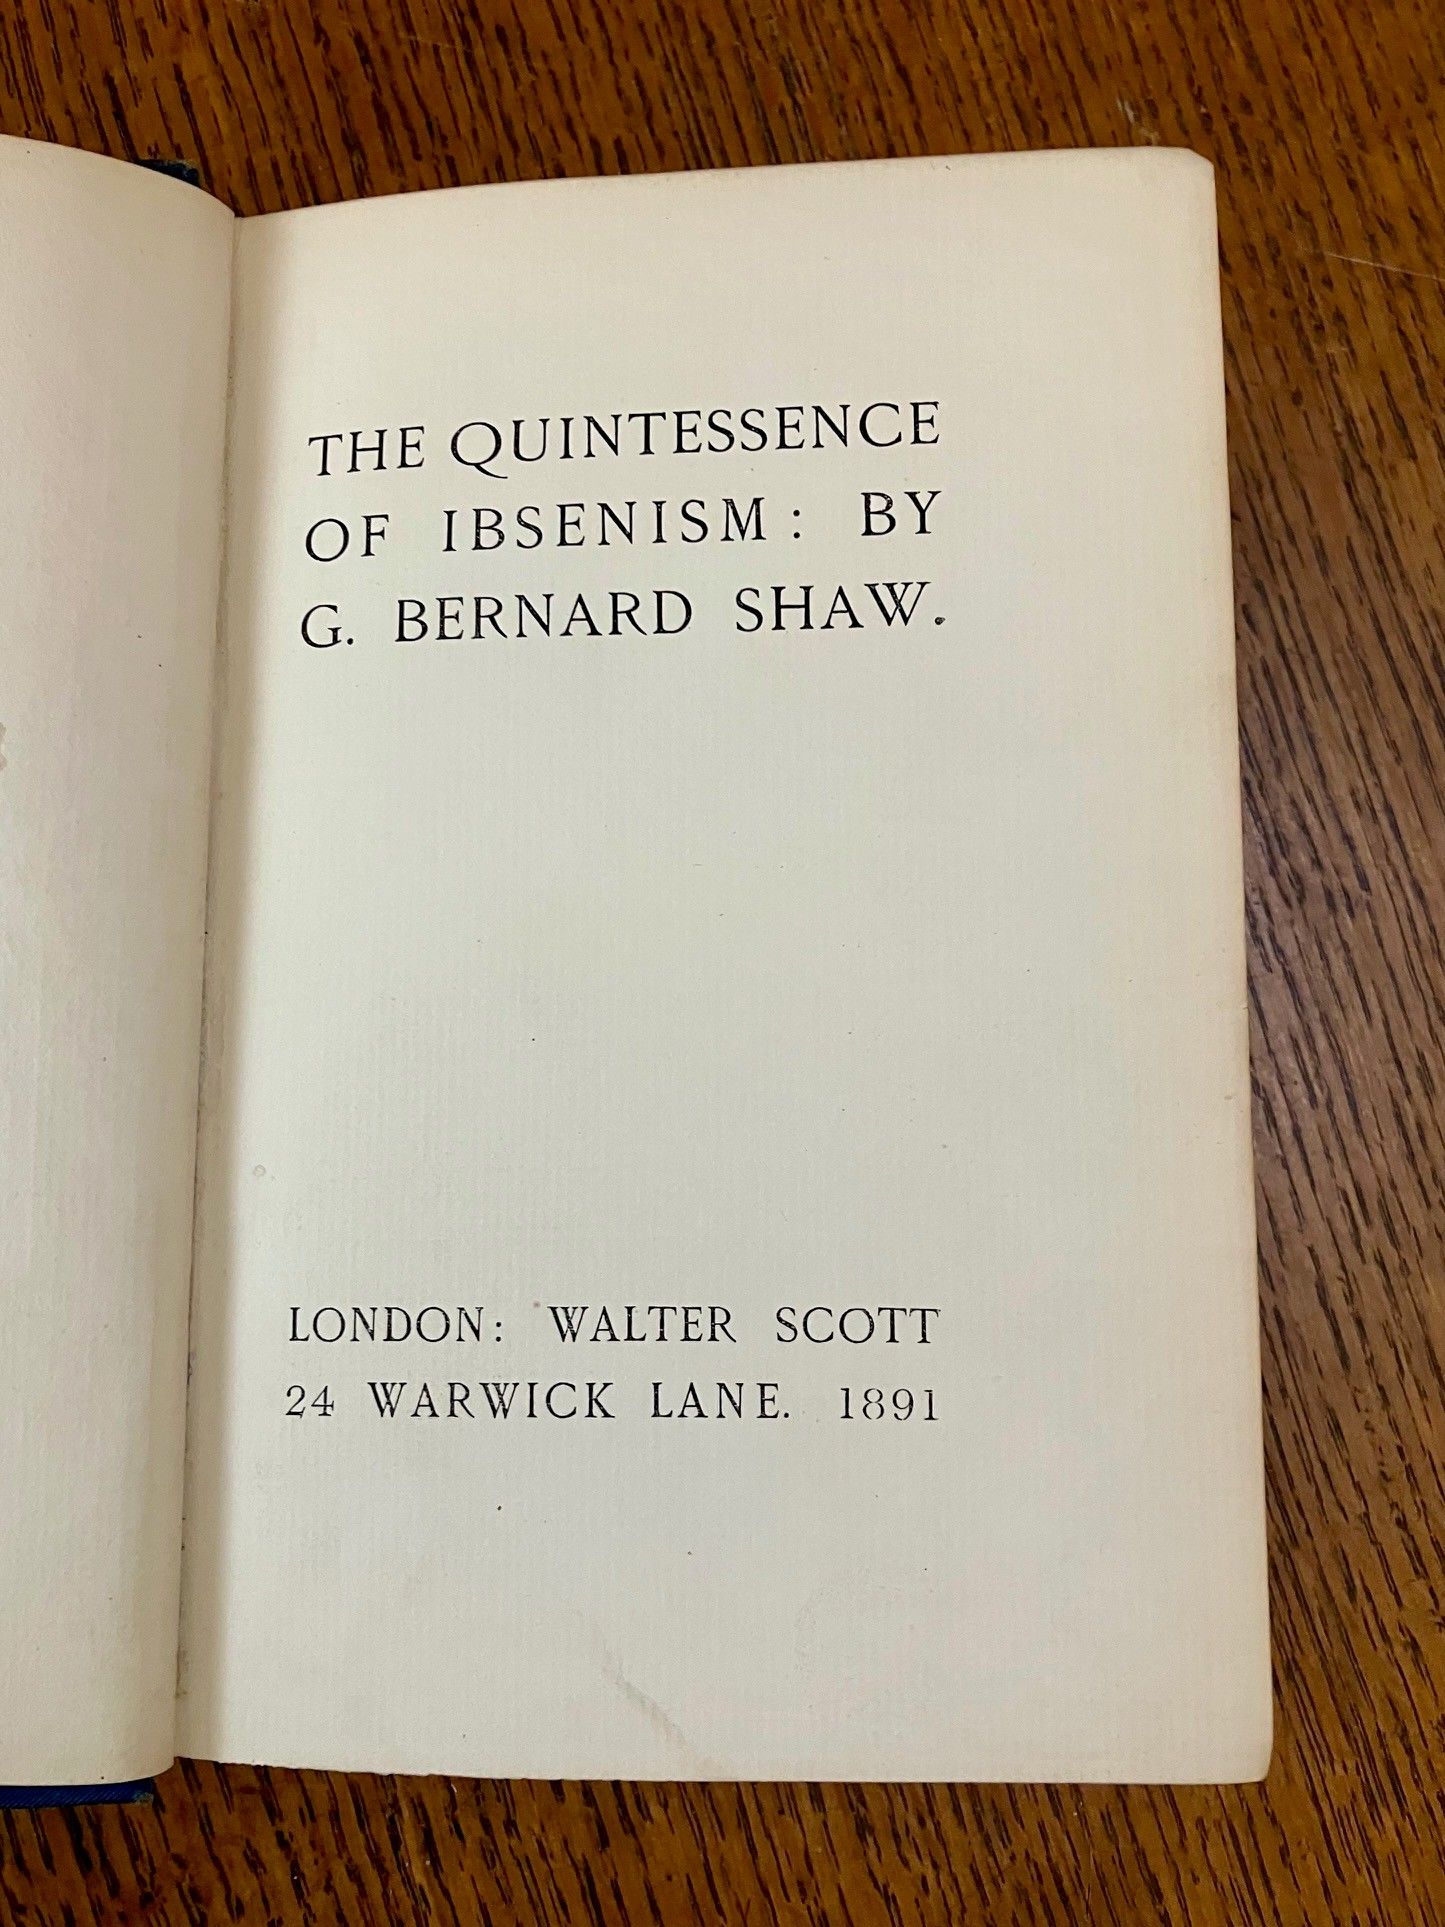 THE QUINTESSENCE
OF IBSENISM: BY
G. BERNARD SHAW.
LONDON: WALTER SCOTT
24 WARWICK LANE. 1891